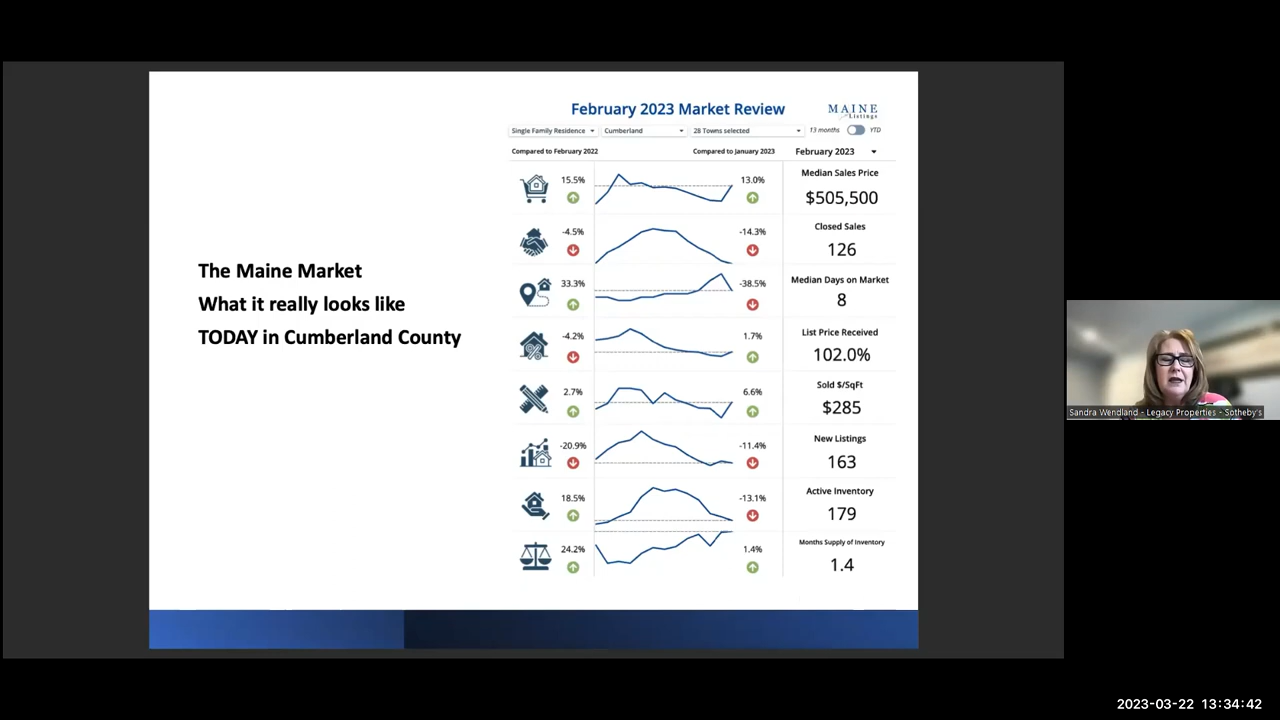 February 2023 Market Review
MAINE
Listings
Single Family Residence
Cumberland
28 Towns selected
13 months
YTD
Compared to February 2022
Compared to January 2023
February 2023
15.5%
13.0%
Median Sales Price
$505,500
-4.5%
-14.3%
Closed Sales
126
33.3%
-38.5%
Median Days on Market
8
-4.2%
1.7%
List Price Received
102.0%
2.7%
6.6%
Sold $/SqFt
$285
-20.9%
-11.4%
New Listings
163
18.5%
-13.1%
Active Inventory
179
24.2%
1.4%
Months Supply of Inventory
1.4
The Maine Market
What it really looks like
TODAY in Cumberland County
Sandra Wendland - Legacy Properties - Sotheby's
2023-03-22 13:34:42